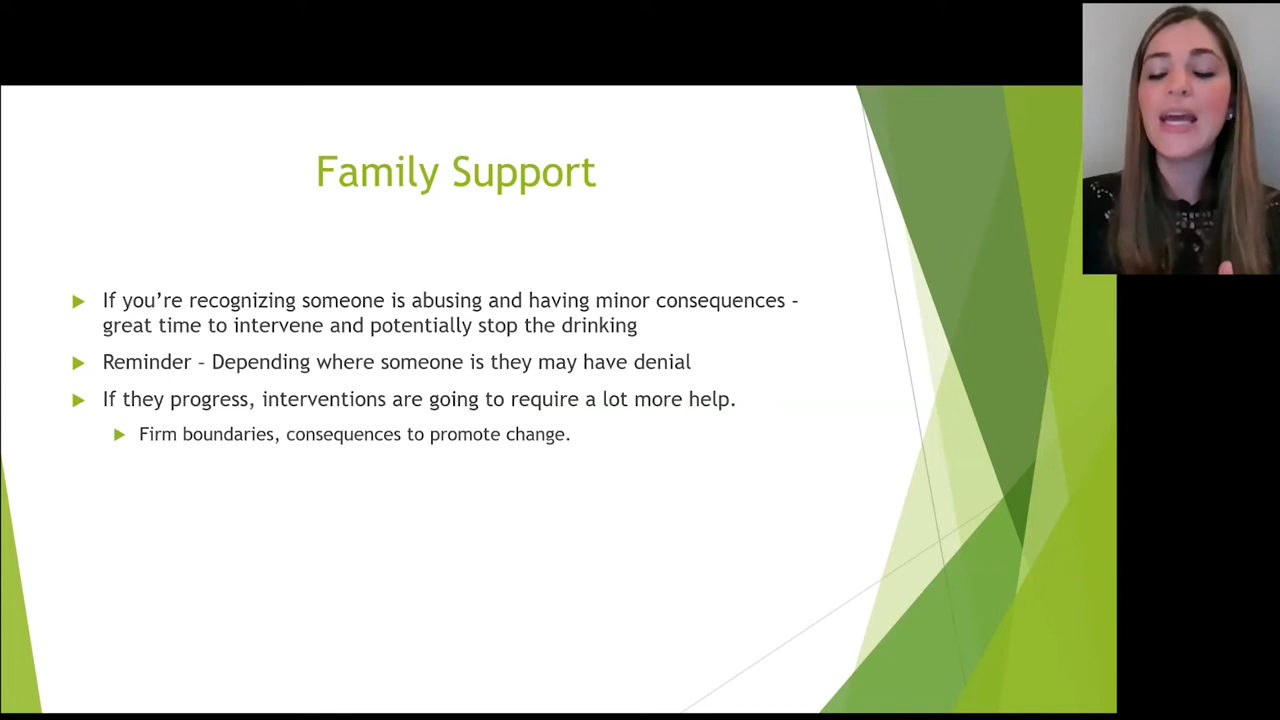 Family Support
If you're recognizing someone is abusing and having minor consequences -
great time to intervene and potentially stop the drinking
Reminder – Depending where someone is they may have denial
If they progress, interventions are going to require a lot more help.
Firm boundaries, consequences to promote change.